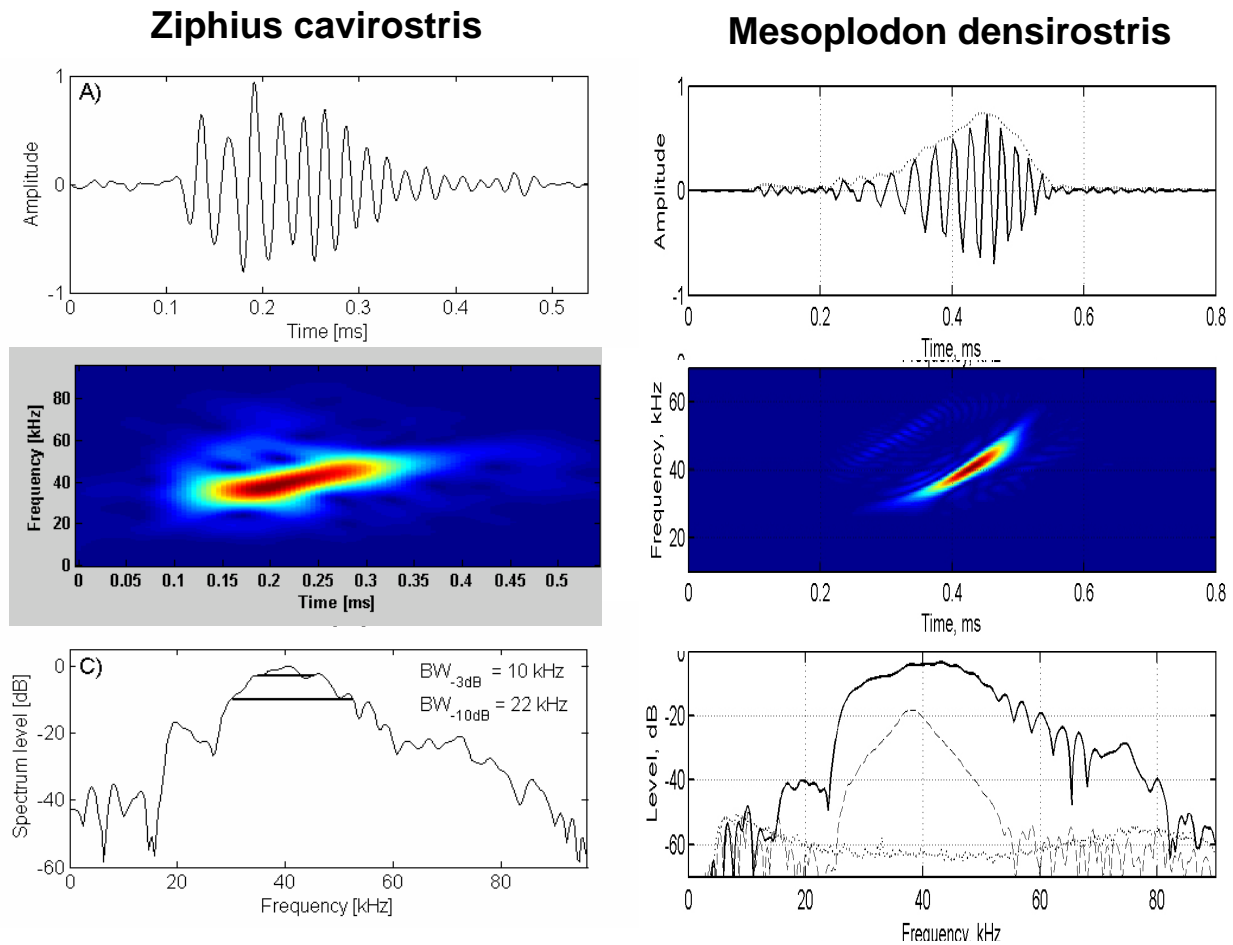 Ziphius cavirostris
A)
1
0
-1
Amplitude
0 0.1 0.2 0.3 0.4 0.5
Time [ms]
80
60
40
20
0
Frequency [kHz]
0 0.05 0.1 0.15 0.2 0.25 0.3 0.35 0.4 0.45 0.5
Time [ms]
C)
BW-3dB = 10 kHz
BW-10dB = 22 kHz
0
-20
-40
-60
Spectrum level [dB]
0 20 40 60 80
Frequency [kHz]
Mesoplodon densirostris
1
0
-1
Amplitude
0 0.2 0.4 0.6 0.8
Time, ms
Frequency, kHz
60
40
20
Frequency, kHz
0 0.2 0.4 0.6 0.8
Time, ms
0
-20
-40
-60
Level, dB
0 20 40 60 80
Frequency, kHz